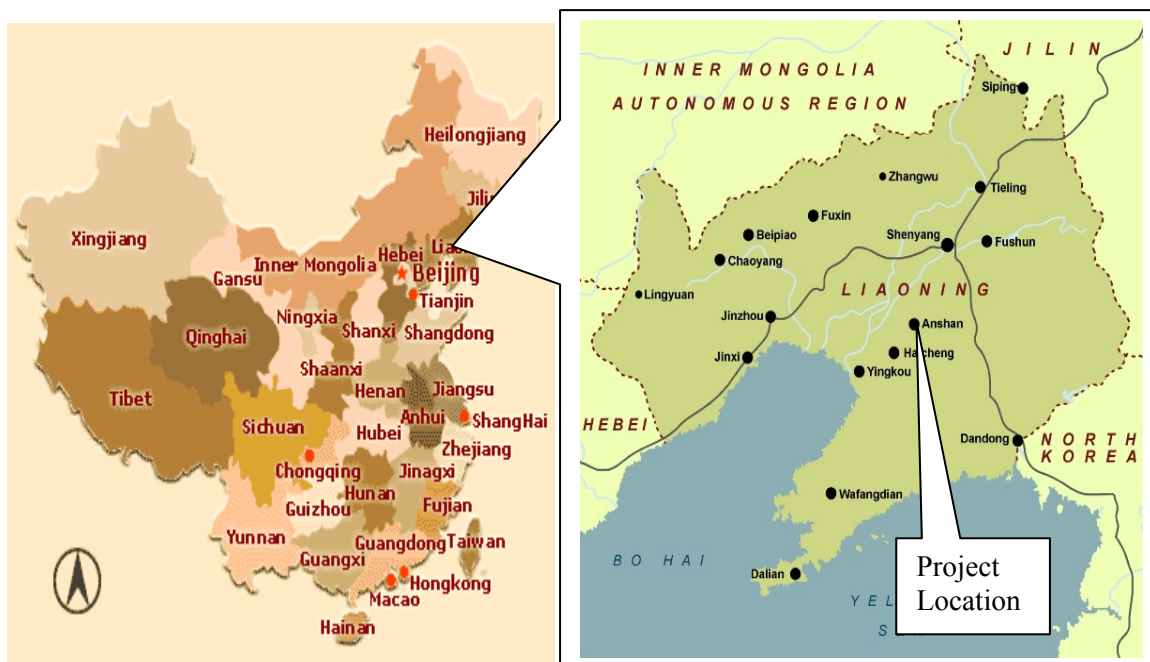 Heilongjiang
Jili
Xingjiang
Liao
Hebei
Beijing
Inner Mongolia
Gansu
Tianjin
Ningxia
Shanxi
Shangdong
Qinghai
Shaanxi
Henan
Jiangsu
Tibet
Sichuan
Anhui
ShangHai
Hubei
Zhejiang
Chongqing
Jinagxi
Hunan
Guizhou
Fujian
Yunnan
Guangdong
Taiwan
Guangxi
Hongkong
Macao
Hainan
JILIN
INNER MONGOLIA
AUTONOMOUS REGION
Siping
Zhangwu
Tieling
Fuxin
Beipiao
Shenyang
Fushun
Chaoyang
Lingyuan
LIAONING
Jinzhou
Anshan
Jinxi
Haicheng
Yingkou
HEBEI
Dandong
NORTH
KOREA
Wafangdian
BO HAI
Dalian
Project
Location
YEL
S